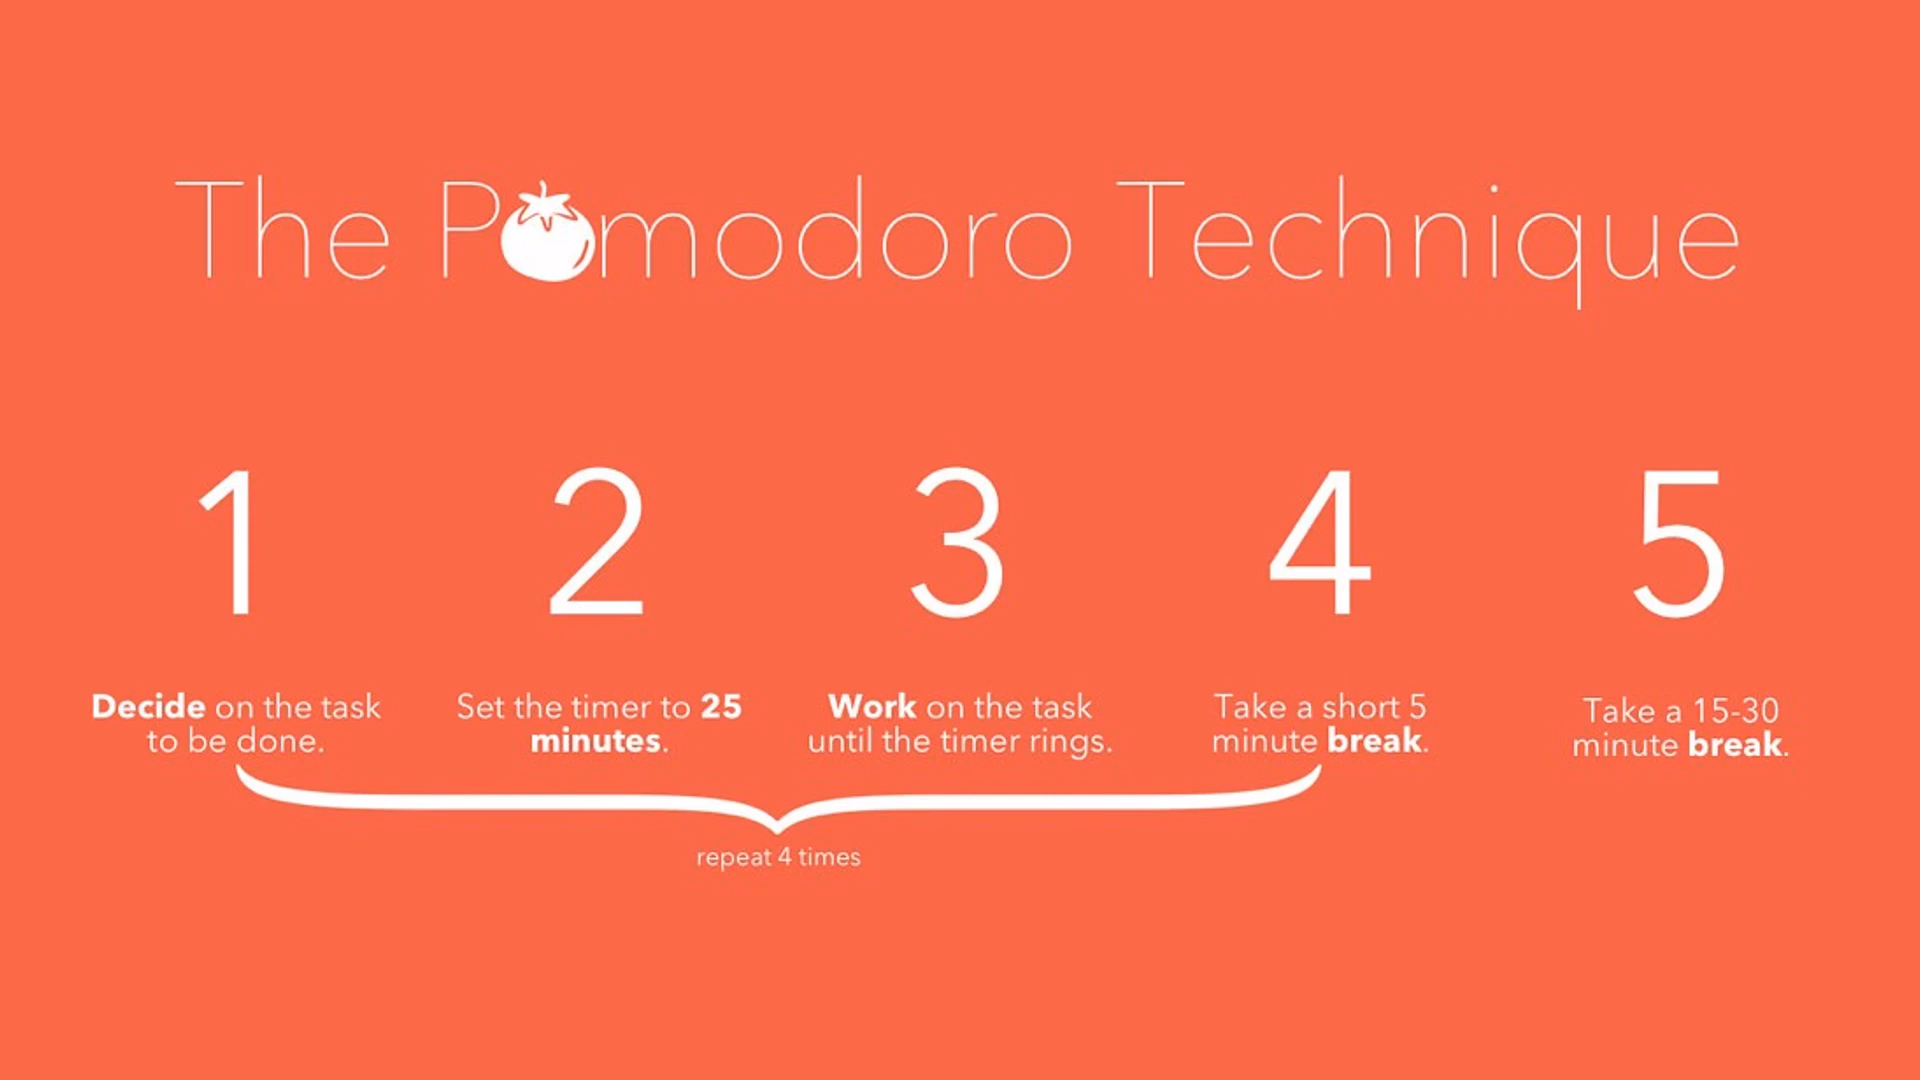 The Pomodoro Technique
1
2
3
4
5
Decide on the task
to be done.
Set the timer to 25
minutes.
Work on the task
until the timer rings.
Take a short 5
minute break.
Take a 15-30
minute break.
repeat 4 times